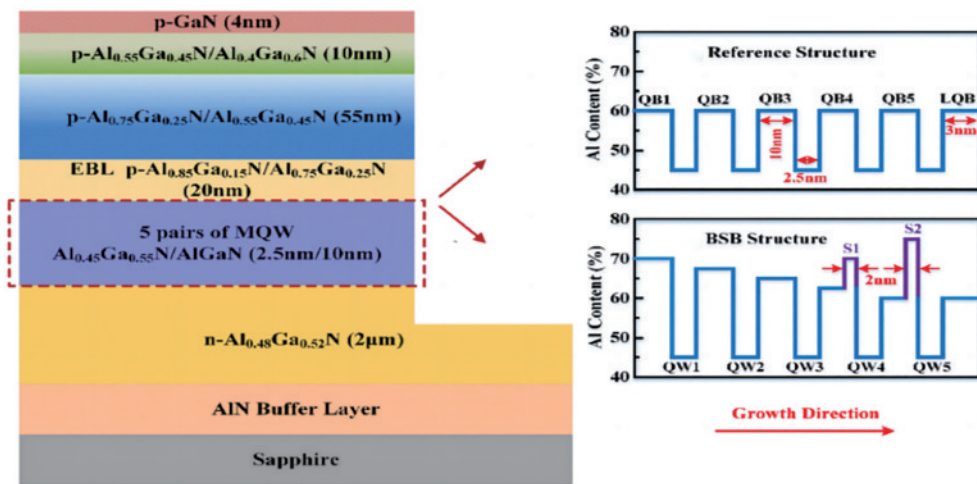 p-GaN (4nm)
p-Al₀.₅₅Ga₀.₄₅N/Al₀.₄Ga₀.₆N (10nm)
p-Al₀.₇₅Ga₀.₂₅N/Al₀.₅₅Ga₀.₄₅N (55nm)
EBL p-Al₀.₈₅Ga₀.₁₅N/Al₀.₇₅Ga₀.₂₅N
(20nm)
5 pairs of MQW
Al₀.₄₅Ga₀.₅₅N/AlGaN (2.5nm/10nm)
n-Al₀.₄₈Ga₀.₅₂N (2μm)
AlN Buffer Layer
Sapphire
Al Content (%)
80
70
60
50
40
Reference Structure
QB1 QB2 QB3 QB4 QB5 LQB
10nm
2.5nm
3nm
Al Content (%)
80
70
60
50
40
BSB Structure
S1
S2
2nm
QW1 QW2 QW3 QW4 QW5
Growth Direction